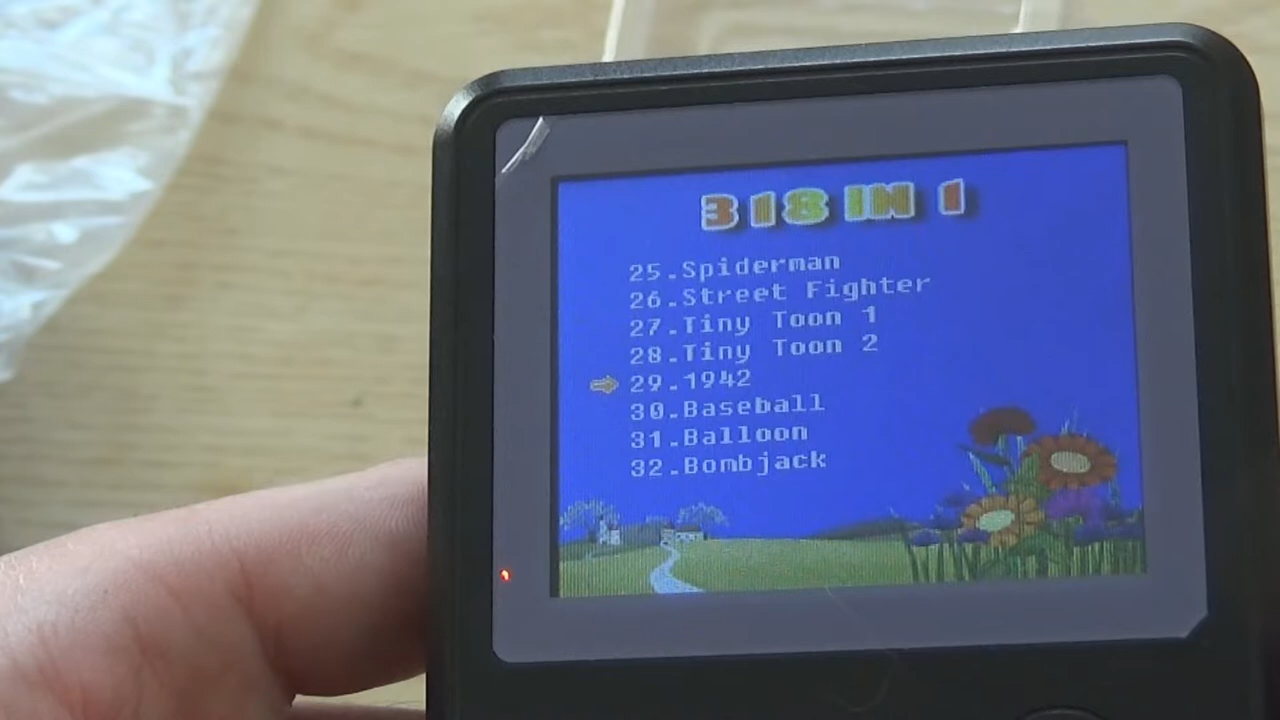 318 IN 1
25.Spiderman
26.Street Fighter
27.Tiny Toon 1
28.Tiny Toon 2
29.1942
30.Baseball
31.Balloon
32.Bombjack